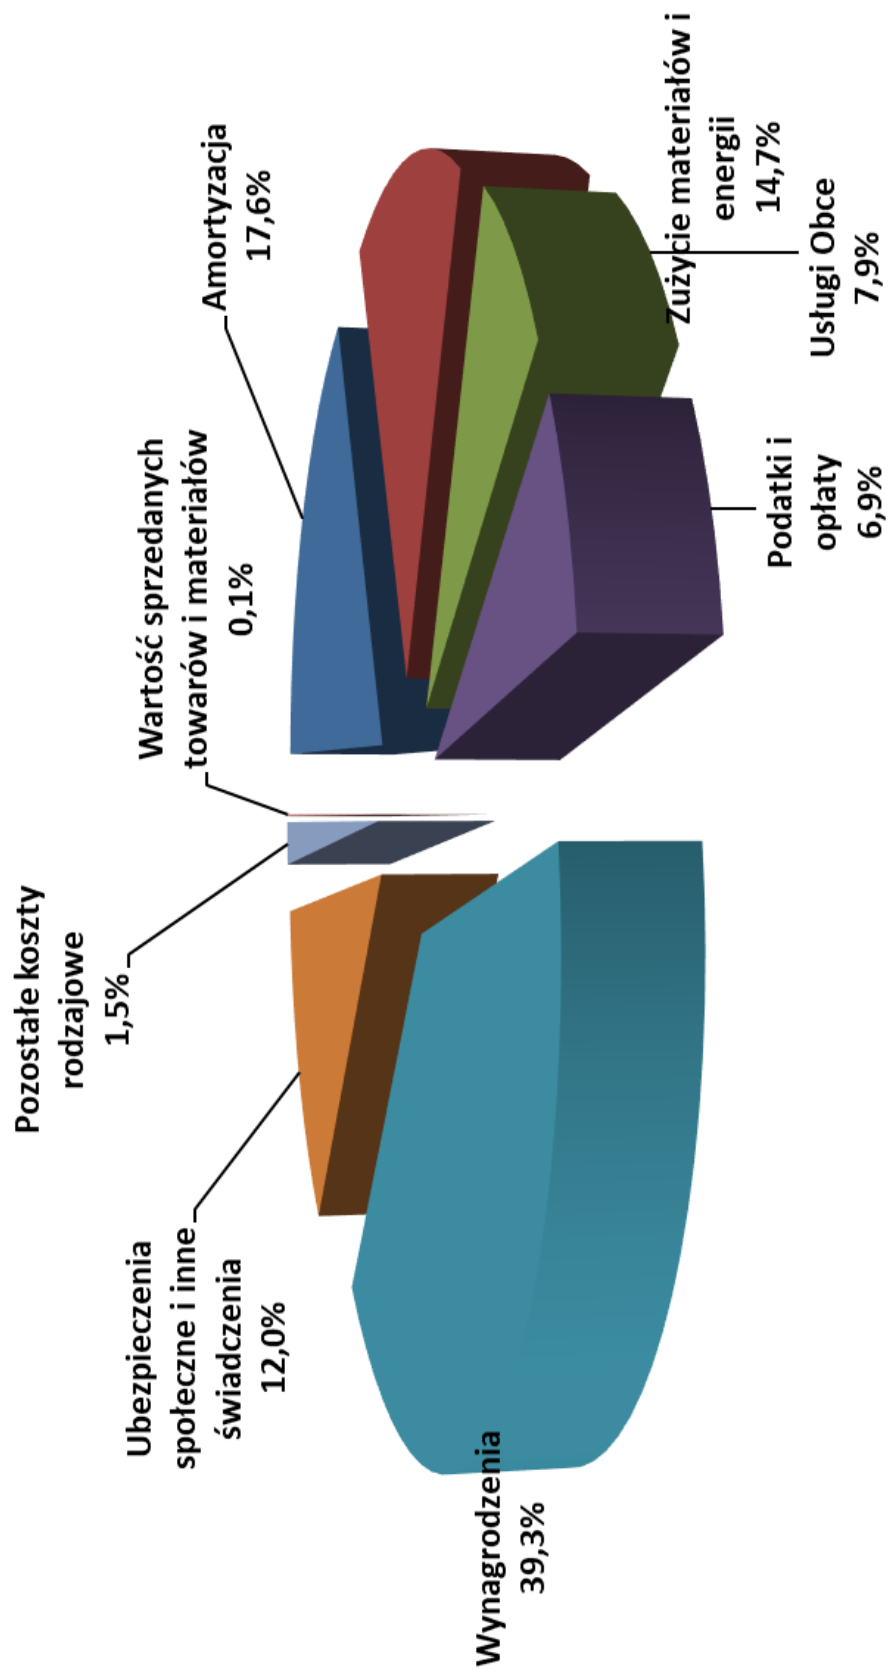 Pozostałe koszty
rodzajowe
1,5%
Wartość sprzedanych
towarów i materiałów
0,1%
Amortyzacja
17,6%
Ubezpieczenia
społeczne i inne
świadczenia
12,0%
Zużycie materiałów i
energii
14,7%
Wynagrodzenia
39,3%
Podatki i
opłaty
6,9%
Usługi Obce
7,9%